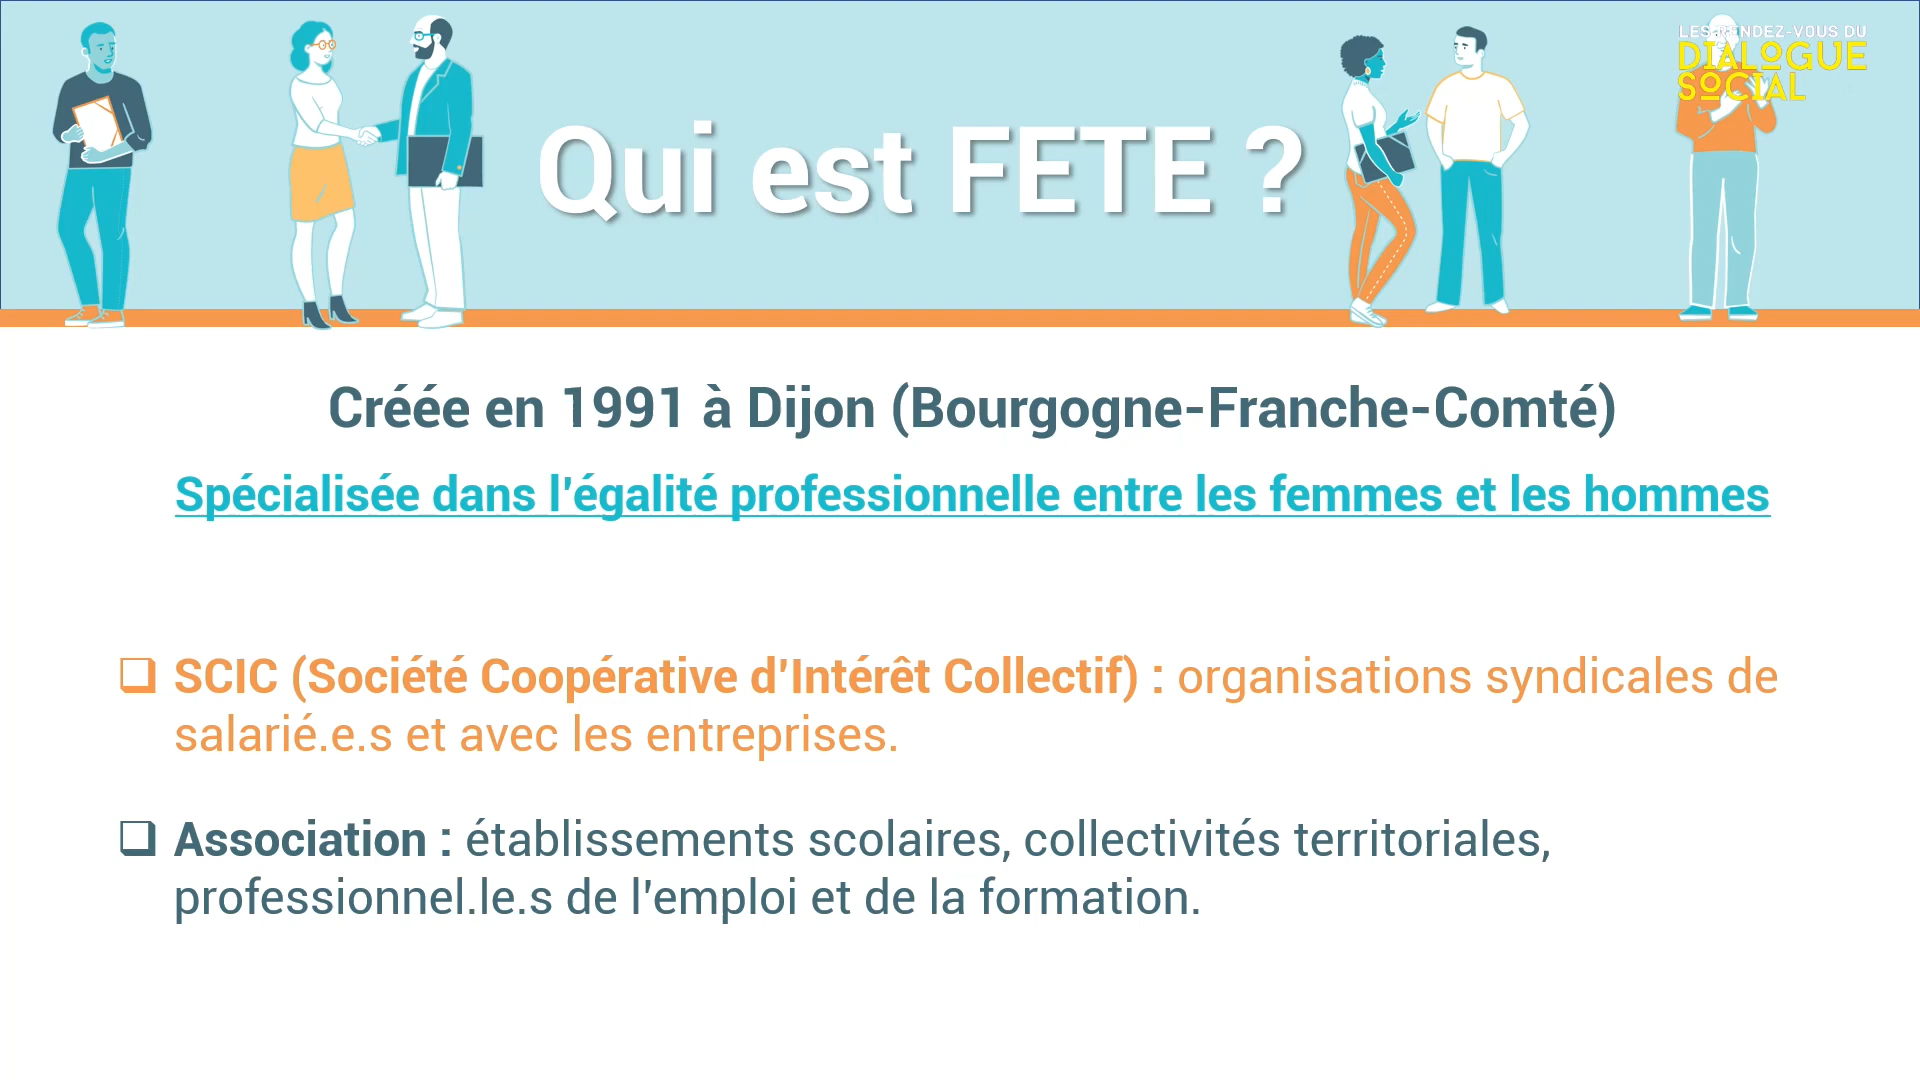 LES RENDEZ-VOUS DU
DIALOGUE
SOCIAL
Qui est FETE ?
Créée en 1991 à Dijon (Bourgogne-Franche-Comté)
Spécialisée dans l'égalité professionnelle entre les femmes et les hommes
SCIC (Société Coopérative d'Intérêt Collectif) : organisations syndicales de
salarié.e.s et avec les entreprises.
Association : établissements scolaires, collectivités territoriales,
professionnel.le.s de l'emploi et de la formation.